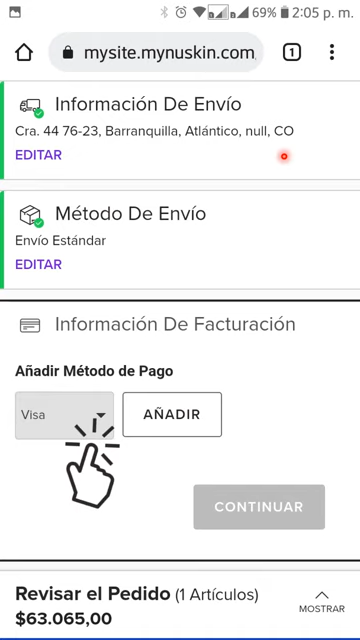 69% 2:05 p. m.
mysite.mynuskin.com/ 1
Información De Envío
Cra. 44 76-23, Barranquilla, Atlántico, null, CO
EDITAR
Método De Envío
Envío Estándar
EDITAR
Información De Facturación
Añadir Método de Pago
Visa AÑADIR
CONTINUAR
Revisar el Pedido (1 Artículos)
$63.065,00
MOSTRAR